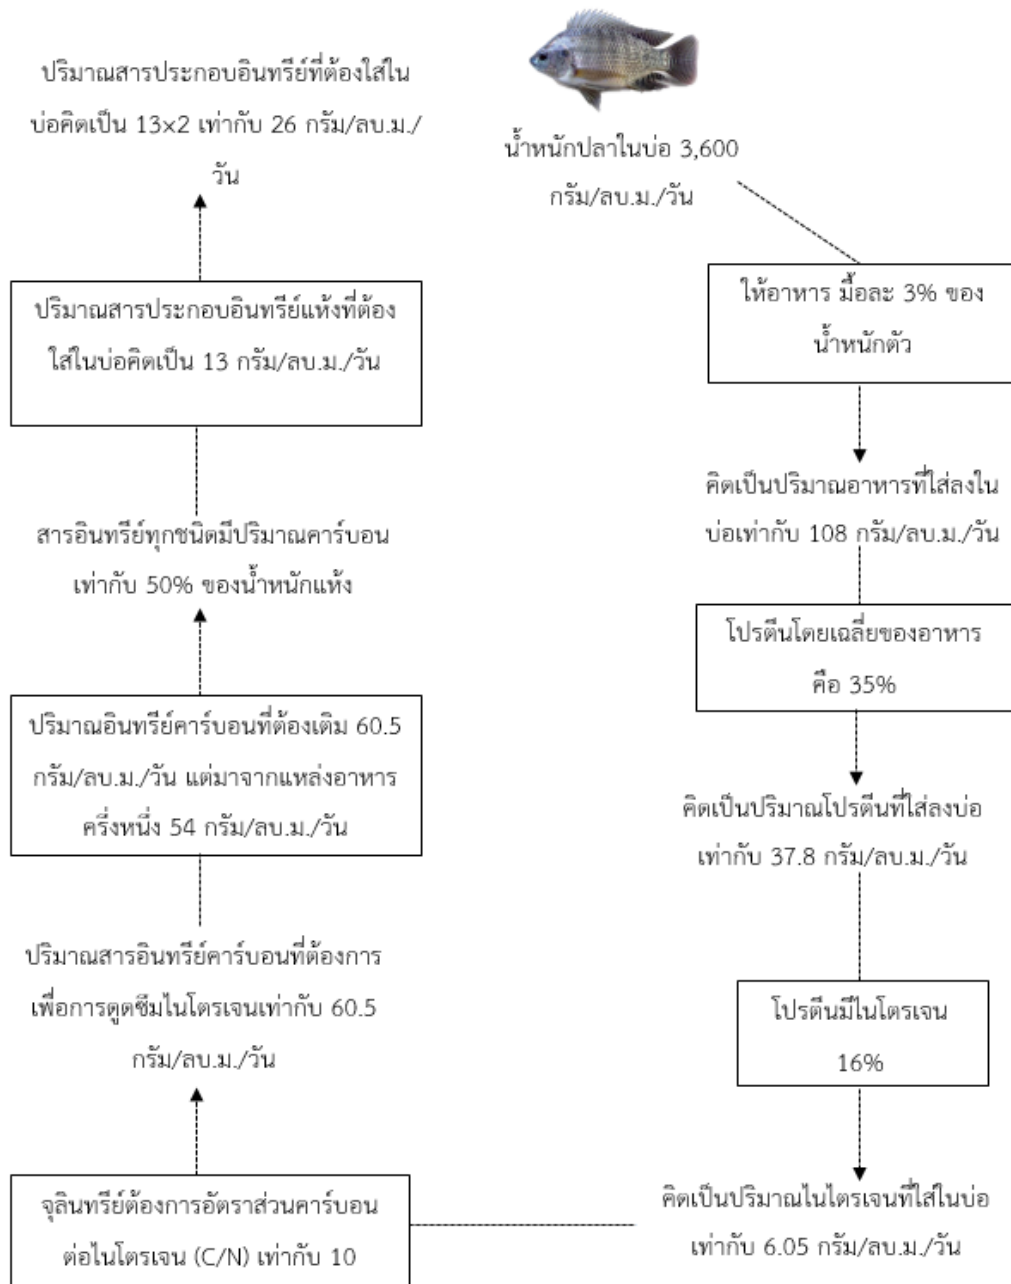 น้ำหนักปลาในบ่อ 3,600
กรัม/ลบ.ม./วัน
ให้อาหาร มื้อละ 3% ของ
น้ำหนักตัว
คิดเป็นปริมาณอาหารที่ใส่ลงใน
บ่อเท่ากับ 108 กรัม/ลบ.ม./วัน
โปรตีนโดยเฉลี่ยของอาหาร
คือ 35%
คิดเป็นปริมาณโปรตีนที่ใส่ลงบ่อ
เท่ากับ 37.8 กรัม/ลบ.ม./วัน
โปรตีนมีไนโตรเจน
16%
คิดเป็นปริมาณไนไตรเจนที่ใส่ในบ่อ
เท่ากับ 6.05 กรัม/ลบ.ม./วัน
จุลินทรีย์ต้องการอัตราส่วนคาร์บอน
ต่อไนโตรเจน (C/N) เท่ากับ 10
ปริมาณสารอินทรีย์คาร์บอนที่ต้องการ
เพื่อการดูดซึมไนโตรเจนเท่ากับ 60.5
กรัม/ลบ.ม./วัน
ปริมาณอินทรีย์คาร์บอนที่ต้องเติม 60.5
กรัม/ลบ.ม./วัน แต่มาจากแหล่งอาหาร
ครึ่งหนึ่ง 54 กรัม/ลบ.ม./วัน
สารอินทรีย์ทุกชนิดมีปริมาณคาร์บอน
เท่ากับ 50% ของน้ำหนักแห้ง
ปริมาณสารประกอบอินทรีย์แห้งที่ต้อง
ใส่ในบ่อคิดเป็น 13 กรัม/ลบ.ม./วัน
ปริมาณสารประกอบอินทรีย์ที่ต้องใส่ใน
บ่อคิดเป็น 13×2 เท่ากับ 26 กรัม/ลบ.ม./
วัน